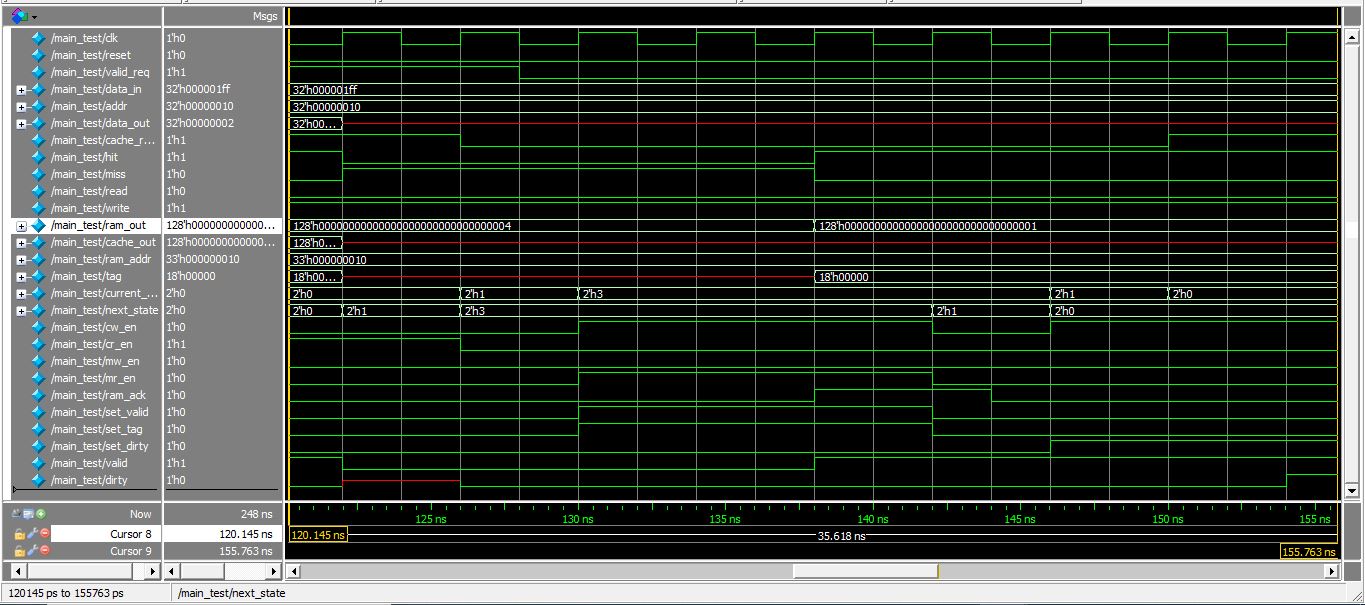 Msgs
/main_test/clk 1'h0
/main_test/reset 1'h0
/main_test/valid_req 1'h1
/main_test/data_in 32'h000001ff 32'h000001ff
/main_test/addr 32'h00000010 32'h00000010
/main_test/data_out 32'h00000002 32'h00...
/main_test/cache_r... 1'h1
/main_test/hit 1'h1
/main_test/miss 1'h0
/main_test/read 1'h0
/main_test/write 1'h1
/main_test/ram_out 128'h000000000000... 128'h00000000000000000000000000000004 128'h00000000000000000000000000000001
/main_test/cache_out 128'h000000000000... 128'h0...
/main_test/ram_addr 33'h000000010 33'h000000010
/main_test/tag 18'h00000 18'h00... 18'h00000
/main_test/current_... 2'h0 2'h0 2'h1 2'h3 2'h1 2'h0
/main_test/next_state 2'h0 2'h0 2'h1 2'h3 2'h1 2'h0
/main_test/cw_en 1'h0
/main_test/cr_en 1'h1
/main_test/mw_en 1'h0
/main_test/mr_en 1'h0
/main_test/ram_ack 1'h0
/main_test/set_valid 1'h0
/main_test/set_tag 1'h0
/main_test/set_dirty 1'h0
/main_test/valid 1'h1
/main_test/dirty 1'h0
Now 248 ns 125 ns 130 ns 135 ns 140 ns 145 ns 150 ns 155 ns
Cursor 8 120.145 ns 120.145 ns 35.618 ns
Cursor 9 155.763 ns 155.763 ns
120145 ps to 155763 ps /main_test/next_state